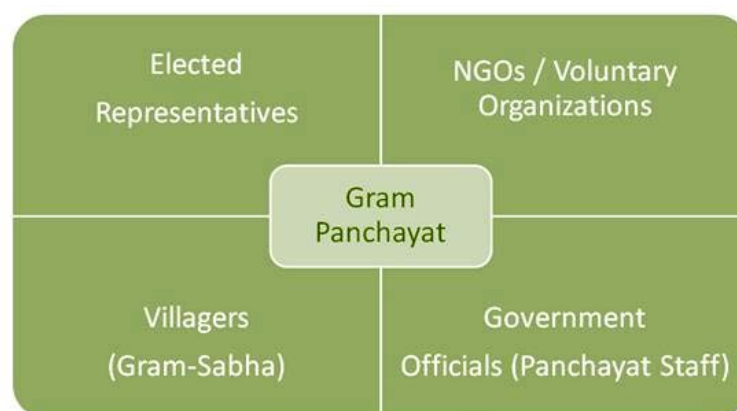 Elected
Representatives
NGOs / Voluntary
Organizations
Gram
Panchayat
Villagers
(Gram-Sabha)
Government
Officials (Panchayat Staff)